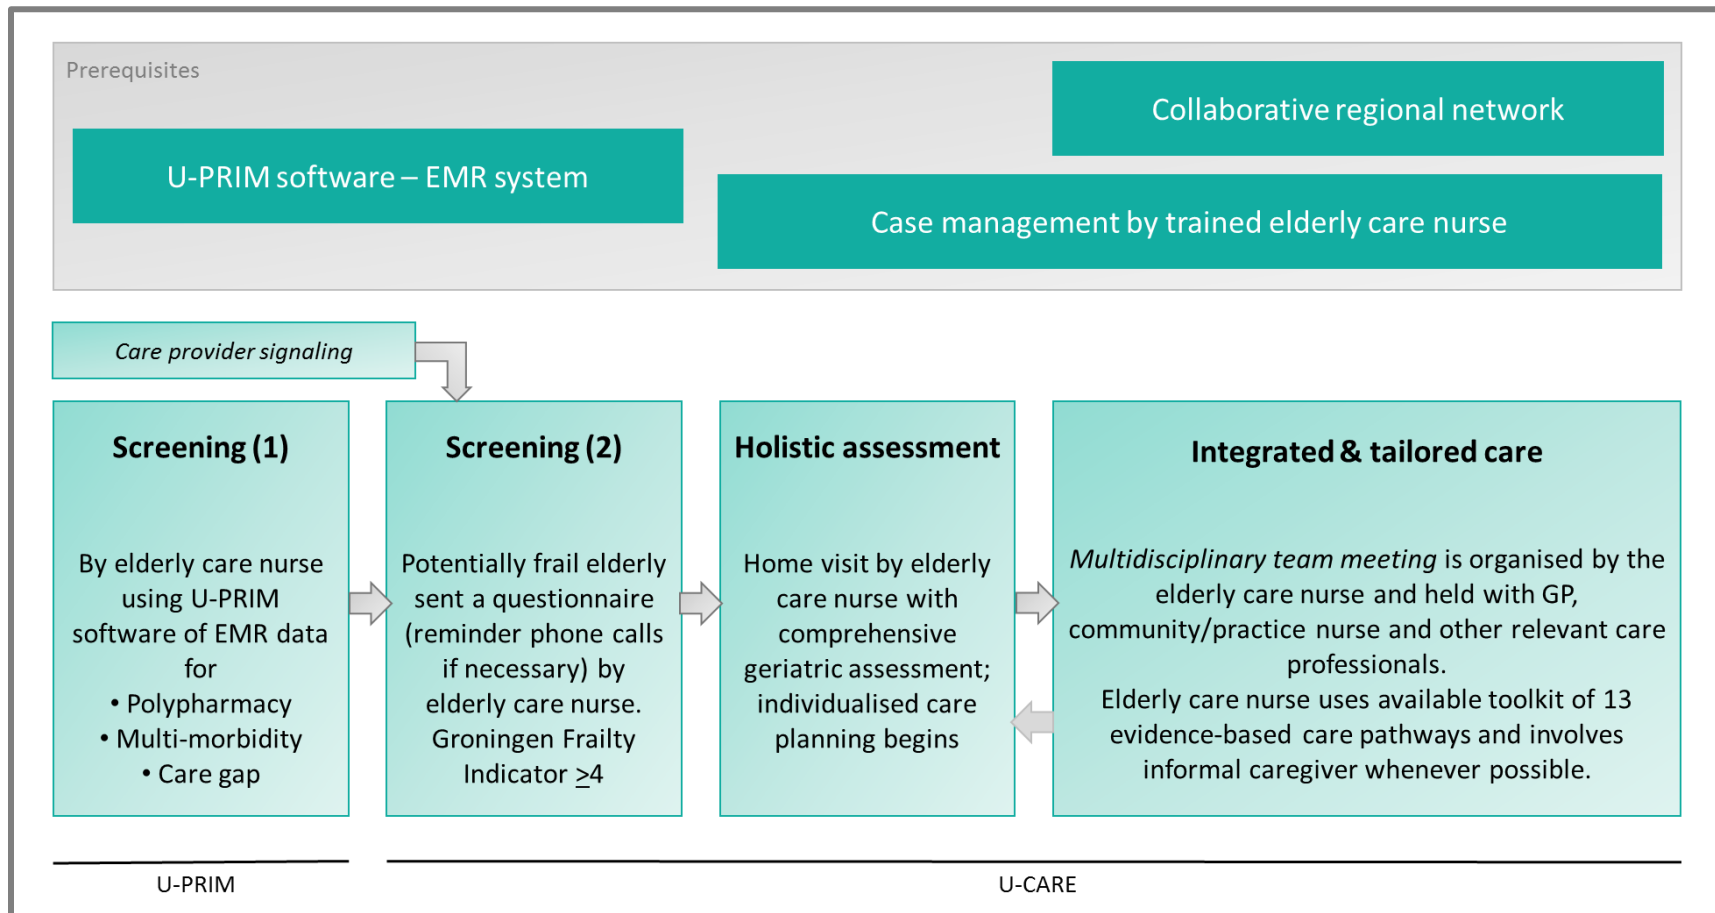 Prerequisites
Collaborative regional network
U-PRIM software – EMR system
Case management by trained elderly care nurse
Care provider signaling
Screening (1)
By elderly care nurse
using U-PRIM
software of EMR data
for
• Polypharmacy
• Multi-morbidity
• Care gap
Screening (2)
Potentially frail elderly
sent a questionnaire
(reminder phone calls
if necessary) by
elderly care nurse.
Groningen Frailty
Indicator ≥4
Holistic assessment
Home visit by elderly
care nurse with
comprehensive
geriatric assessment;
individualised care
planning begins
Integrated & tailored care
Multidisciplinary team meeting is organised by the
elderly care nurse and held with GP,
community/practice nurse and other relevant care
professionals.
Elderly care nurse uses available toolkit of 13
evidence-based care pathways and involves
informal caregiver whenever possible.
U-PRIM
U-CARE